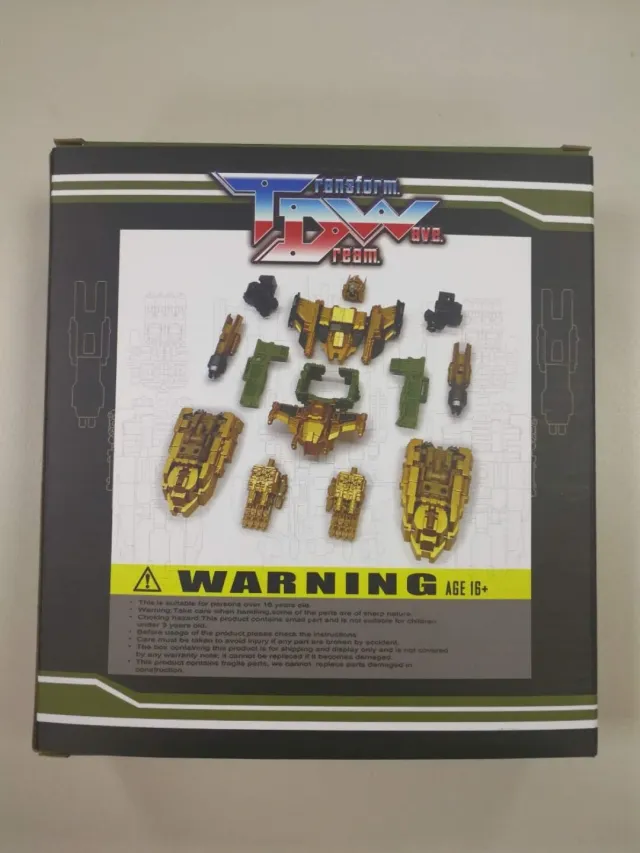 Transform.
Wave.
Dream.
WARNING AGE 16+
• This is suitable for persons over 16 years old.
• Warning:Take care when handling,some of the parts are of sharp nature.
• Choking hazard:This product contains small part and is not suitable for children
under 3 years old.
• Before usage of the product,please check the instructions.
• Care must be taken to avoid injury if any part are broken by accident.
• The box containing this product is for shipping and display only and is not covered
by any warranty note; it cannot be replaced if it's becomes damaged.
• This product contains fragile parts, we cannot replace parts damaged in
construction.